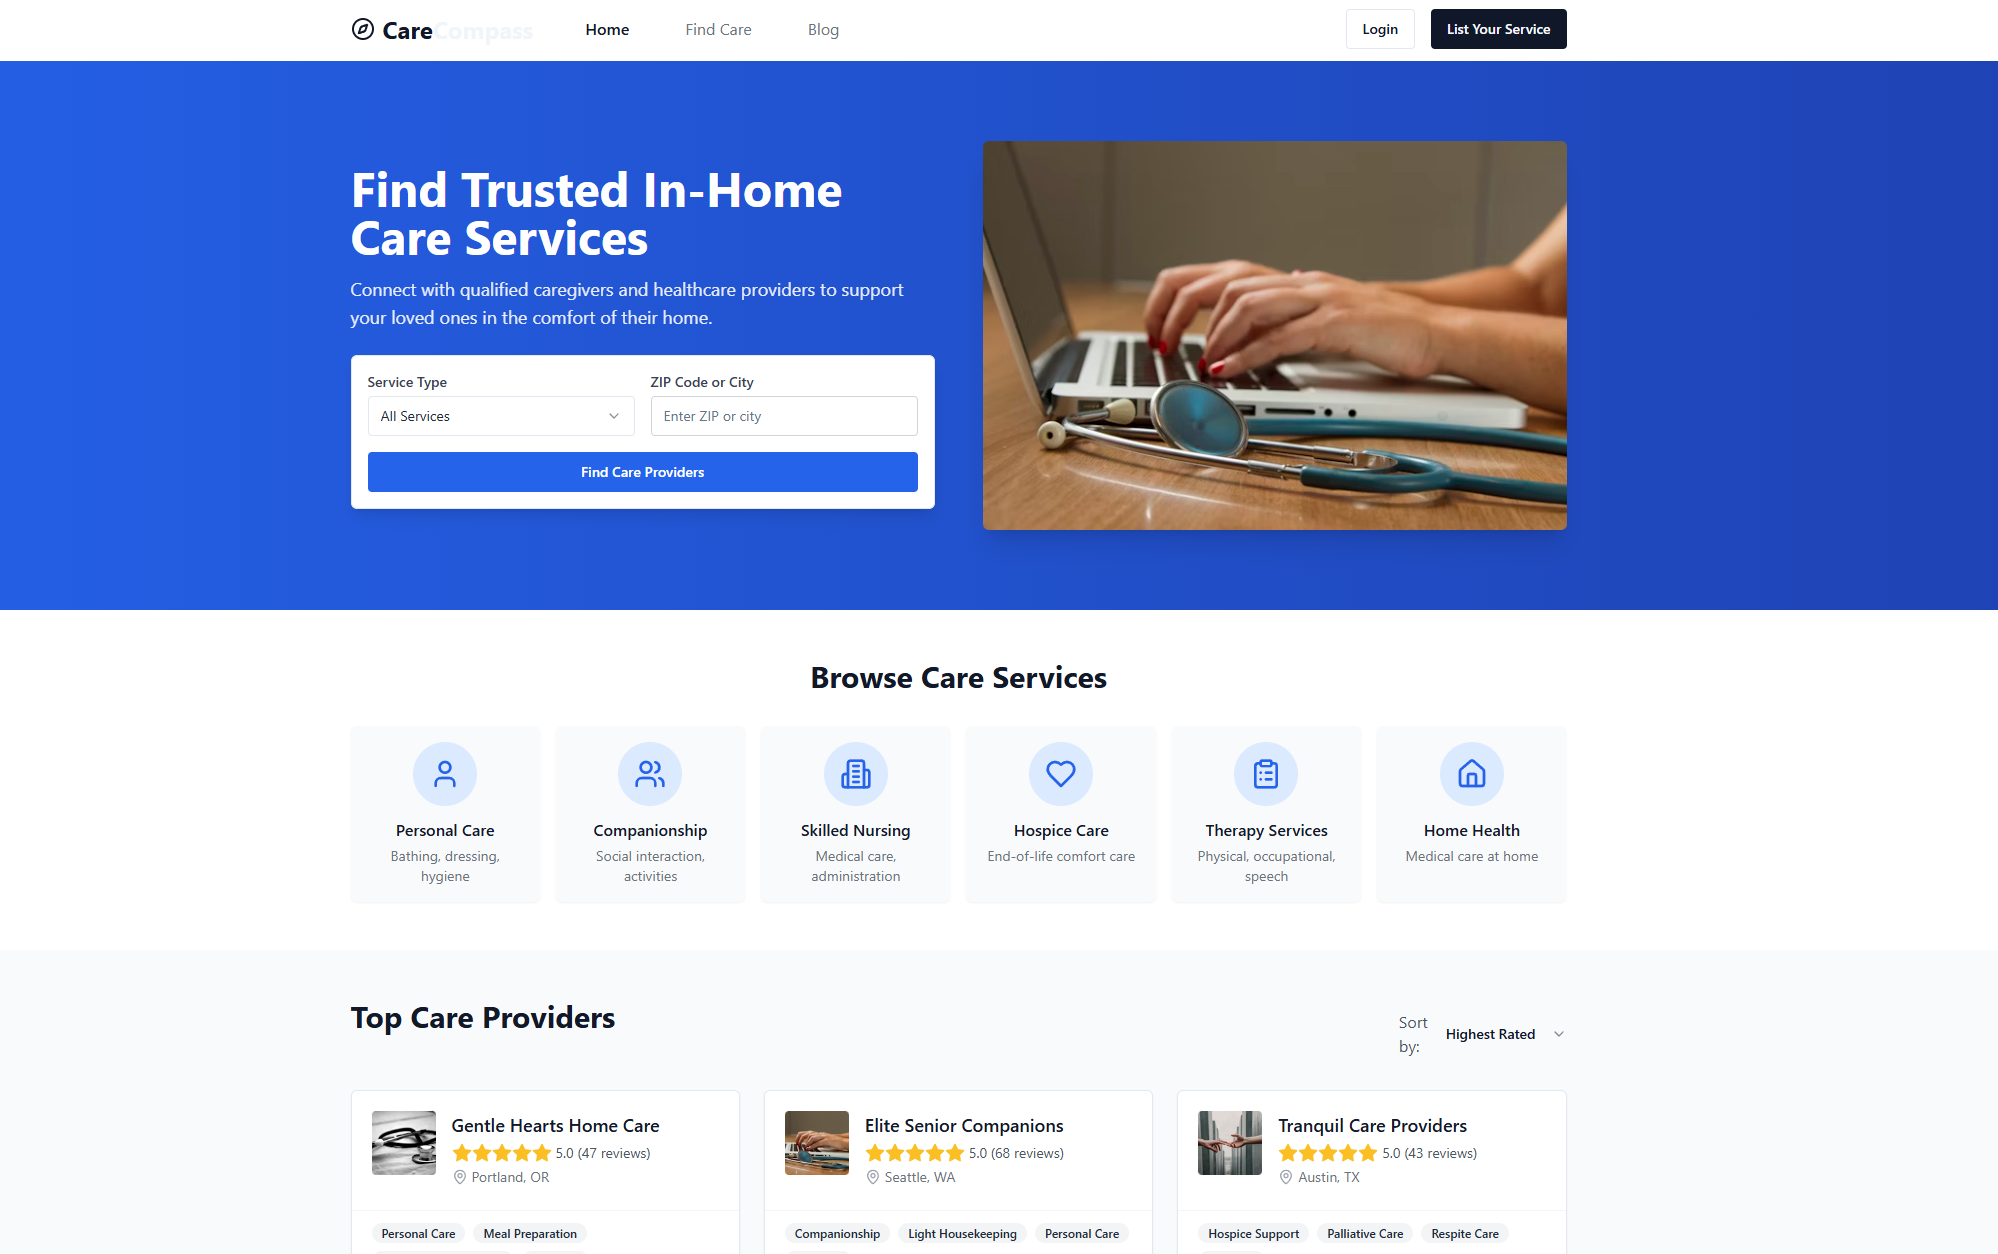 CareCompass
Home
Find Care
Blog
Login
List Your Service
Find Trusted In-Home
Care Services
Connect with qualified caregivers and healthcare providers to support
your loved ones in the comfort of their home.
Service Type
ZIP Code or City
All Services
Enter ZIP or city
Find Care Providers
Browse Care Services
Personal Care
Bathing, dressing,
hygiene
Companionship
Social interaction,
activities
Skilled Nursing
Medical care,
administration
Hospice Care
End-of-life comfort care
Therapy Services
Physical, occupational,
speech
Home Health
Medical care at home
Top Care Providers
Sort
by:
Highest Rated
Gentle Hearts Home Care
5.0 (47 reviews)
Portland, OR
Personal Care
Meal Preparation
Elite Senior Companions
5.0 (68 reviews)
Seattle, WA
Companionship
Light Housekeeping
Personal Care
Tranquil Care Providers
5.0 (43 reviews)
Austin, TX
Hospice Support
Palliative Care
Respite Care